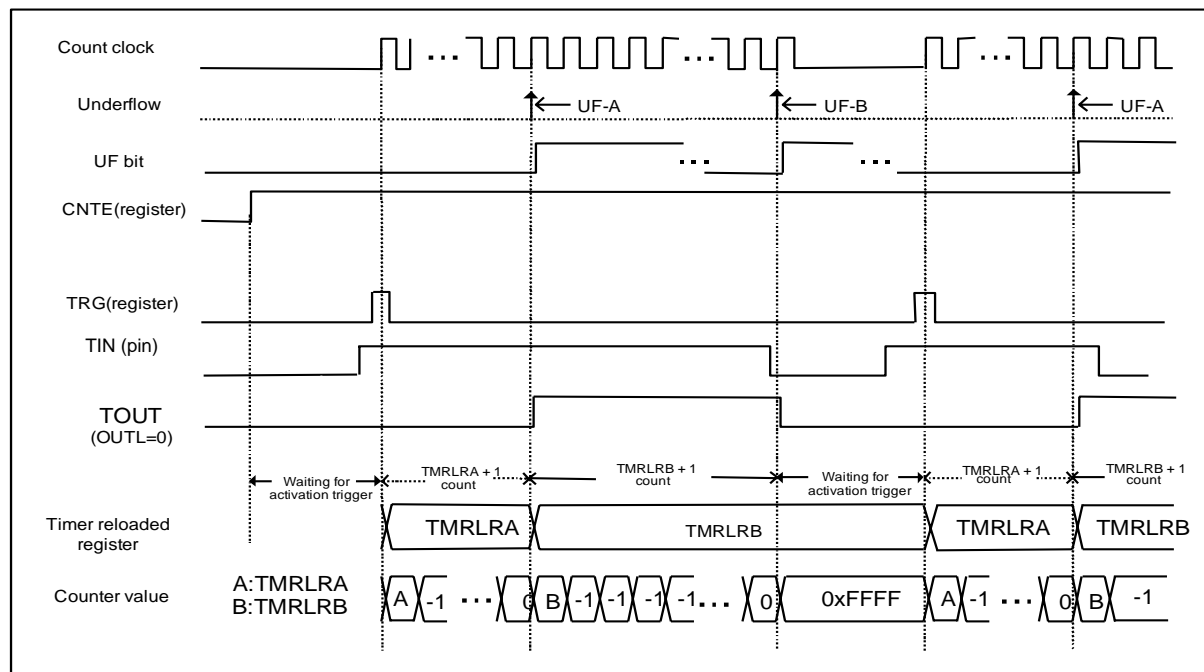 Count clock
Underflow
UF-A
UF-B
UF-A
UF bit
CNTE(register)
TRG(register)
TIN (pin)
TOUT
(OUTL=0)
Waiting for
activation trigger
TMRLRA + 1
count
TMRLRB + 1
count
Waiting for
activation trigger
TMRLRA + 1
count
TMRLRB + 1
count
Timer reloaded
register
TMRLRA
TMRLRB
TMRLRA
TMRLRB
Counter value
A:TMRLRA
B:TMRLRB
A -1 ... 0 B -1 -1 -1 -1 ... 0 0xFFFF A -1 ... 0 B -1